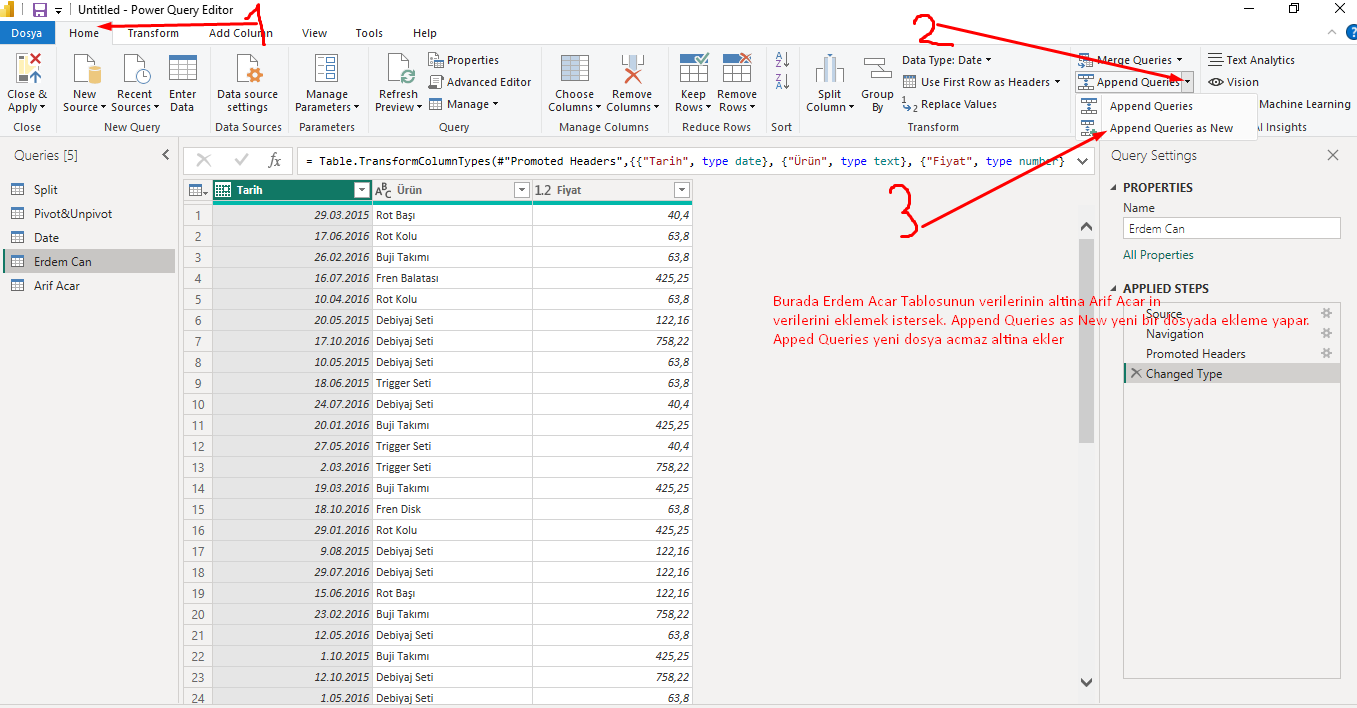 Untitled - Power Query Editor
1
2
3
Dosya Home Transform Add Column View Tools Help
Close & Apply
New Source
Recent Sources
Enter Data
Data source settings
Manage Parameters
Refresh Preview
Properties
Advanced Editor
Manage
Choose Columns
Remove Columns
Keep Rows
Remove Rows
Split Column
Group By
Data Type: Date
Use First Row as Headers
Replace Values
Merge Queries
Append Queries
Append Queries
Append Queries as New
Text Analytics
Vision
Machine Learning
Close New Query Data Sources Parameters Query Manage Columns Reduce Rows Sort Transform AI Insights
Queries [5]
Split
Pivot&Unpivot
Date
Erdem Can
Arif Acar
fx = Table.TransformColumnTypes(#"Promoted Headers",{{"Tarih", type date}, {"Ürün", type text}, {"Fiyat", type number}
Tarih ABC Ürün 1.2 Fiyat
1 29.03.2015 Rot Başı 40,4
2 17.06.2016 Rot Kolu 63,8
3 26.02.2016 Buji Takımı 63,8
4 16.07.2016 Fren Balatası 425,25
5 10.04.2016 Rot Kolu 63,8
6 20.05.2015 Debiyaj Seti 122,16
7 17.10.2016 Debiyaj Seti 758,22
8 10.05.2015 Debiyaj Seti 63,8
9 18.06.2015 Trigger Seti 63,8
10 24.07.2016 Debiyaj Seti 40,4
11 20.01.2016 Buji Takımı 425,25
12 27.05.2016 Trigger Seti 40,4
13 2.03.2016 Trigger Seti 758,22
14 19.03.2016 Buji Takımı 425,25
15 18.10.2016 Fren Disk 63,8
16 29.01.2016 Rot Kolu 425,25
17 9.08.2015 Debiyaj Seti 122,16
18 29.07.2016 Debiyaj Seti 122,16
19 15.06.2016 Rot Başı 122,16
20 23.02.2016 Buji Takımı 758,22
21 12.05.2016 Debiyaj Seti 63,8
22 1.10.2015 Buji Takımı 425,25
23 12.10.2015 Debiyaj Seti 758,22
24 1.05.2016 Debiyaj Seti 63,8
Burada Erdem Acar Tablosunun verilerinin altina Arif Acar in
verilerini eklemek istersek. Append Queries as New yeni bir dosyada ekleme yapar.
Apped Queries yeni dosya acmaz altina ekler
Query Settings
PROPERTIES
Name
Erdem Can
All Properties
APPLIED STEPS
Source
Navigation
Promoted Headers
Changed Type